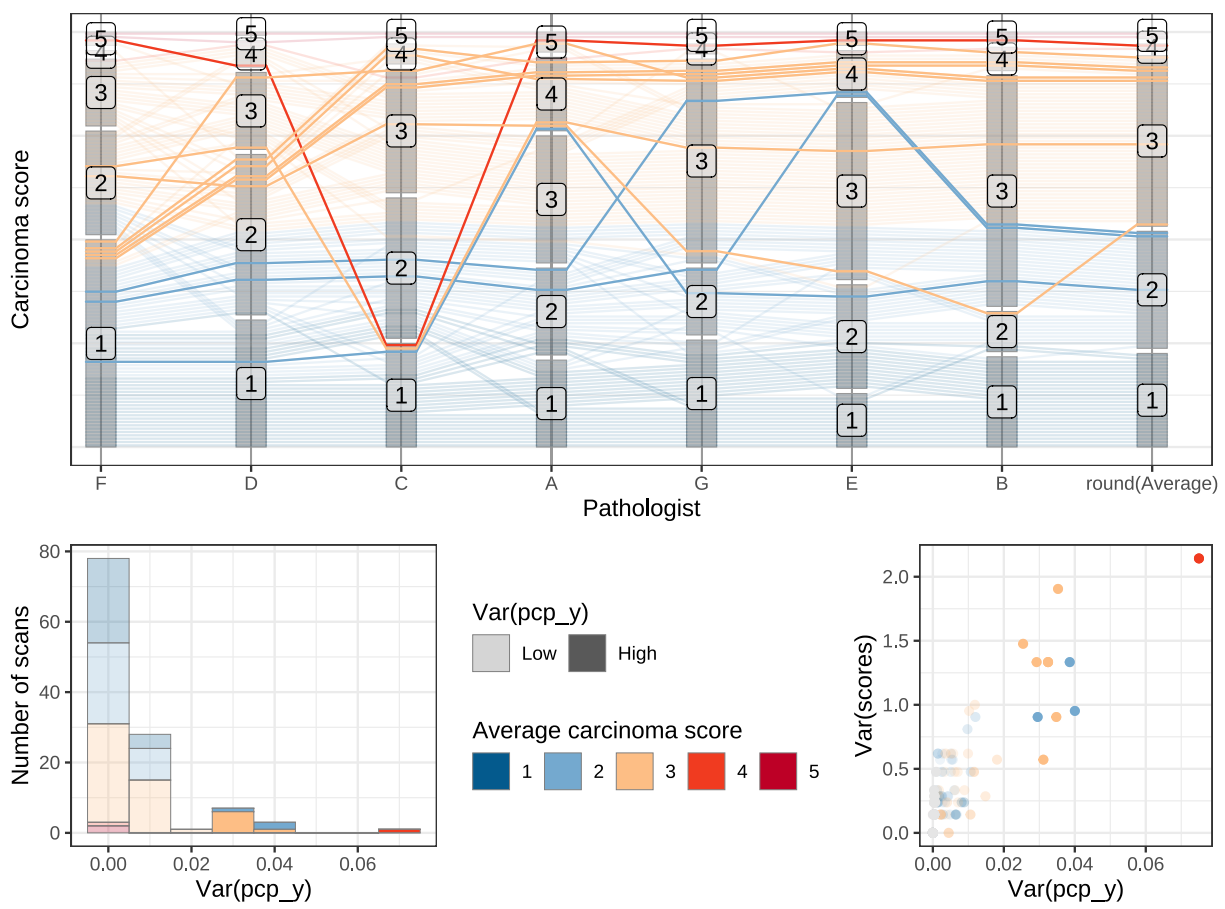 5 5 5 5 5 5 5 5
4 4 4 4 4 4 4 4
3 3 3 3 3 3 3 3
2 2 2 2 2 2 2 2
1 1 1 1 1 1 1 1
Carcinoma score
F D C A G E B round(Average)
Pathologist
80
60
40
20
0
Number of scans
0.00 0.02 0.04 0.06
Var(pcp_y)
Var(pcp_y)
Low High
Average carcinoma score
1 2 3 4 5
2.0
1.5
1.0
0.5
0.0
Var(scores)
0.00 0.02 0.04 0.06
Var(pcp_y)